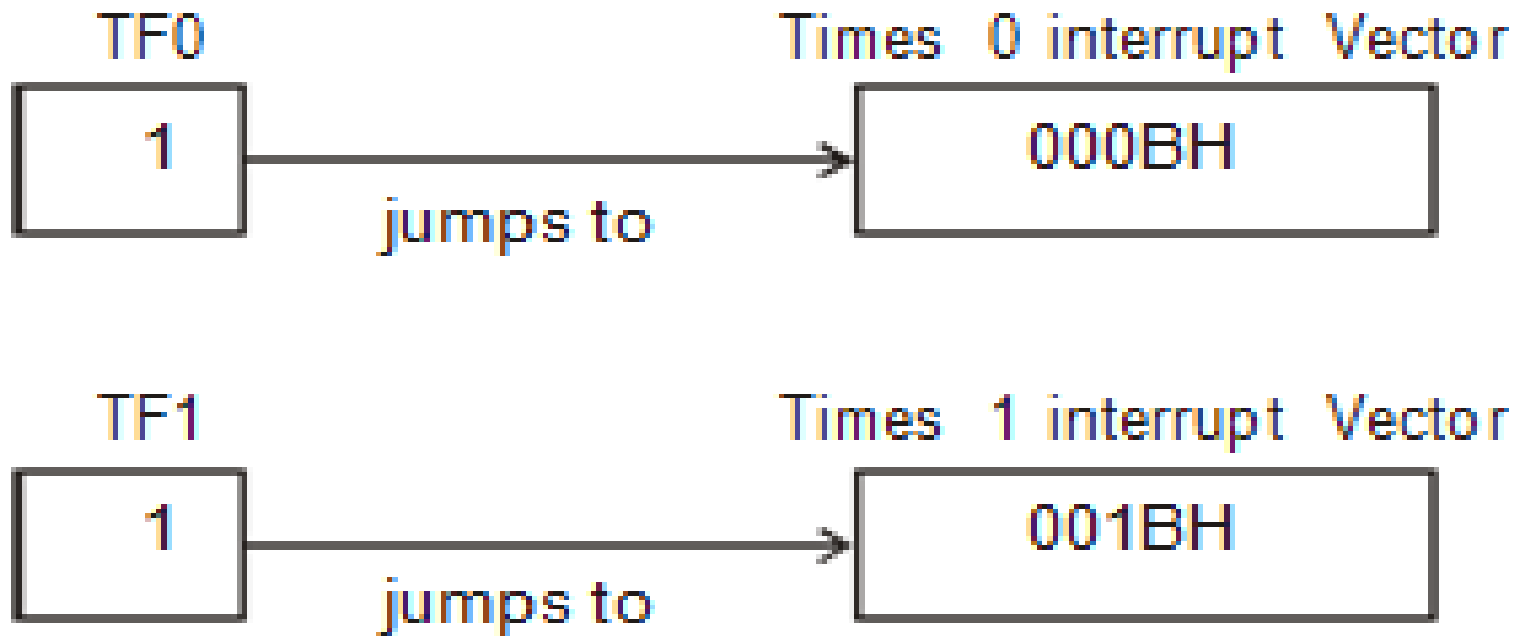 TF0 Times 0 interrupt Vector
1 000BH
jumps to
TF1 Times 1 interrupt Vector
1 001BH
jumps to